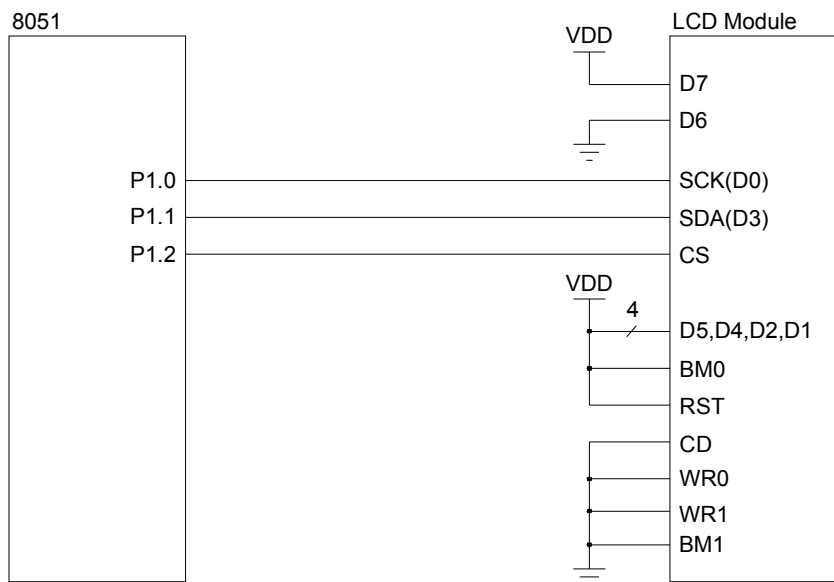 8051
LCD Module
VDD
D7
D6
P1.0
SCK(D0)
P1.1
SDA(D3)
P1.2
CS
VDD
4
D5,D4,D2,D1
BM0
RST
CD
WR0
WR1
BM1